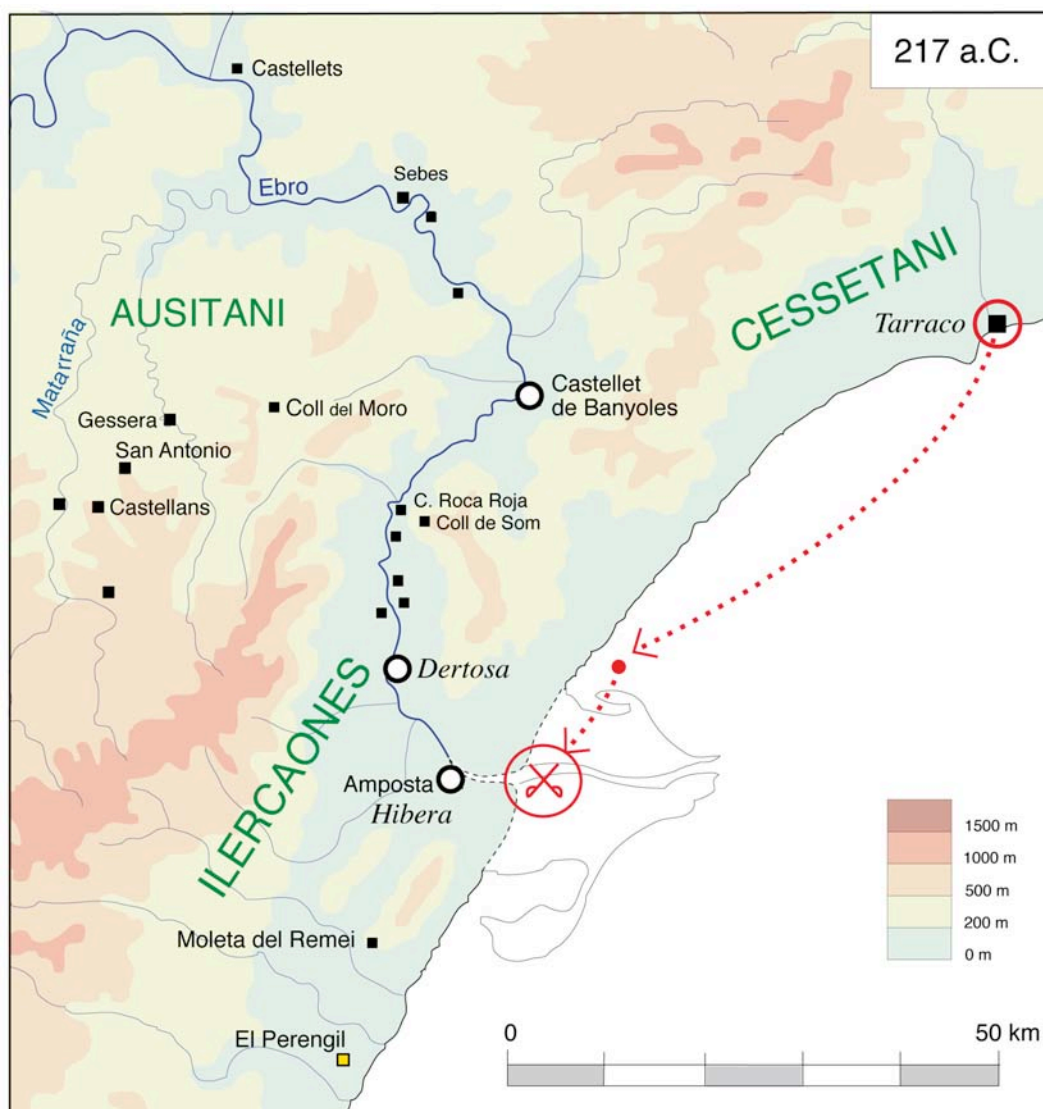 217 a.C.
Castellets
Sebes
Ebro
CESSETANI
AUSITANI
Tarraco
Matarraña
Castellet
de Banyoles
Coll del Moro
Gessera
San Antonio
Castellans
C. Roca Roja
Coll de Som
Dertosa
ILERCAONES
Amposta
Hibera
1500 m
1000 m
500 m
200 m
0 m
Moleta del Remei
El Perengil
0
50 km